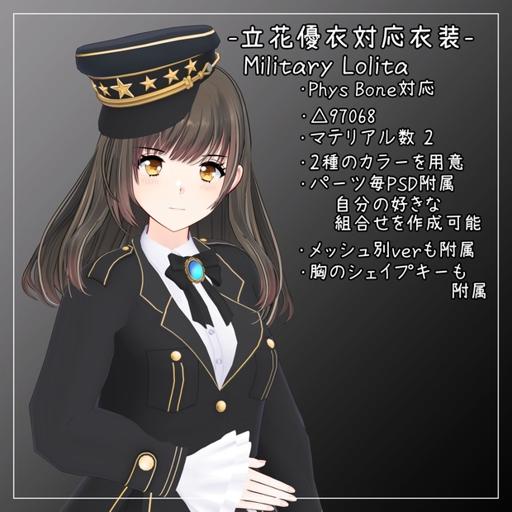 -立花優衣対応衣装-
Military Lolita
・Phys Bone対応
・△97068
・マテリアル数 2
・2種のカラーを用意
・パーツ毎PSD附属
自分の好きな
組合せを作成可能
・メッシュ別verも附属
・胸のシェイプキーも
附属